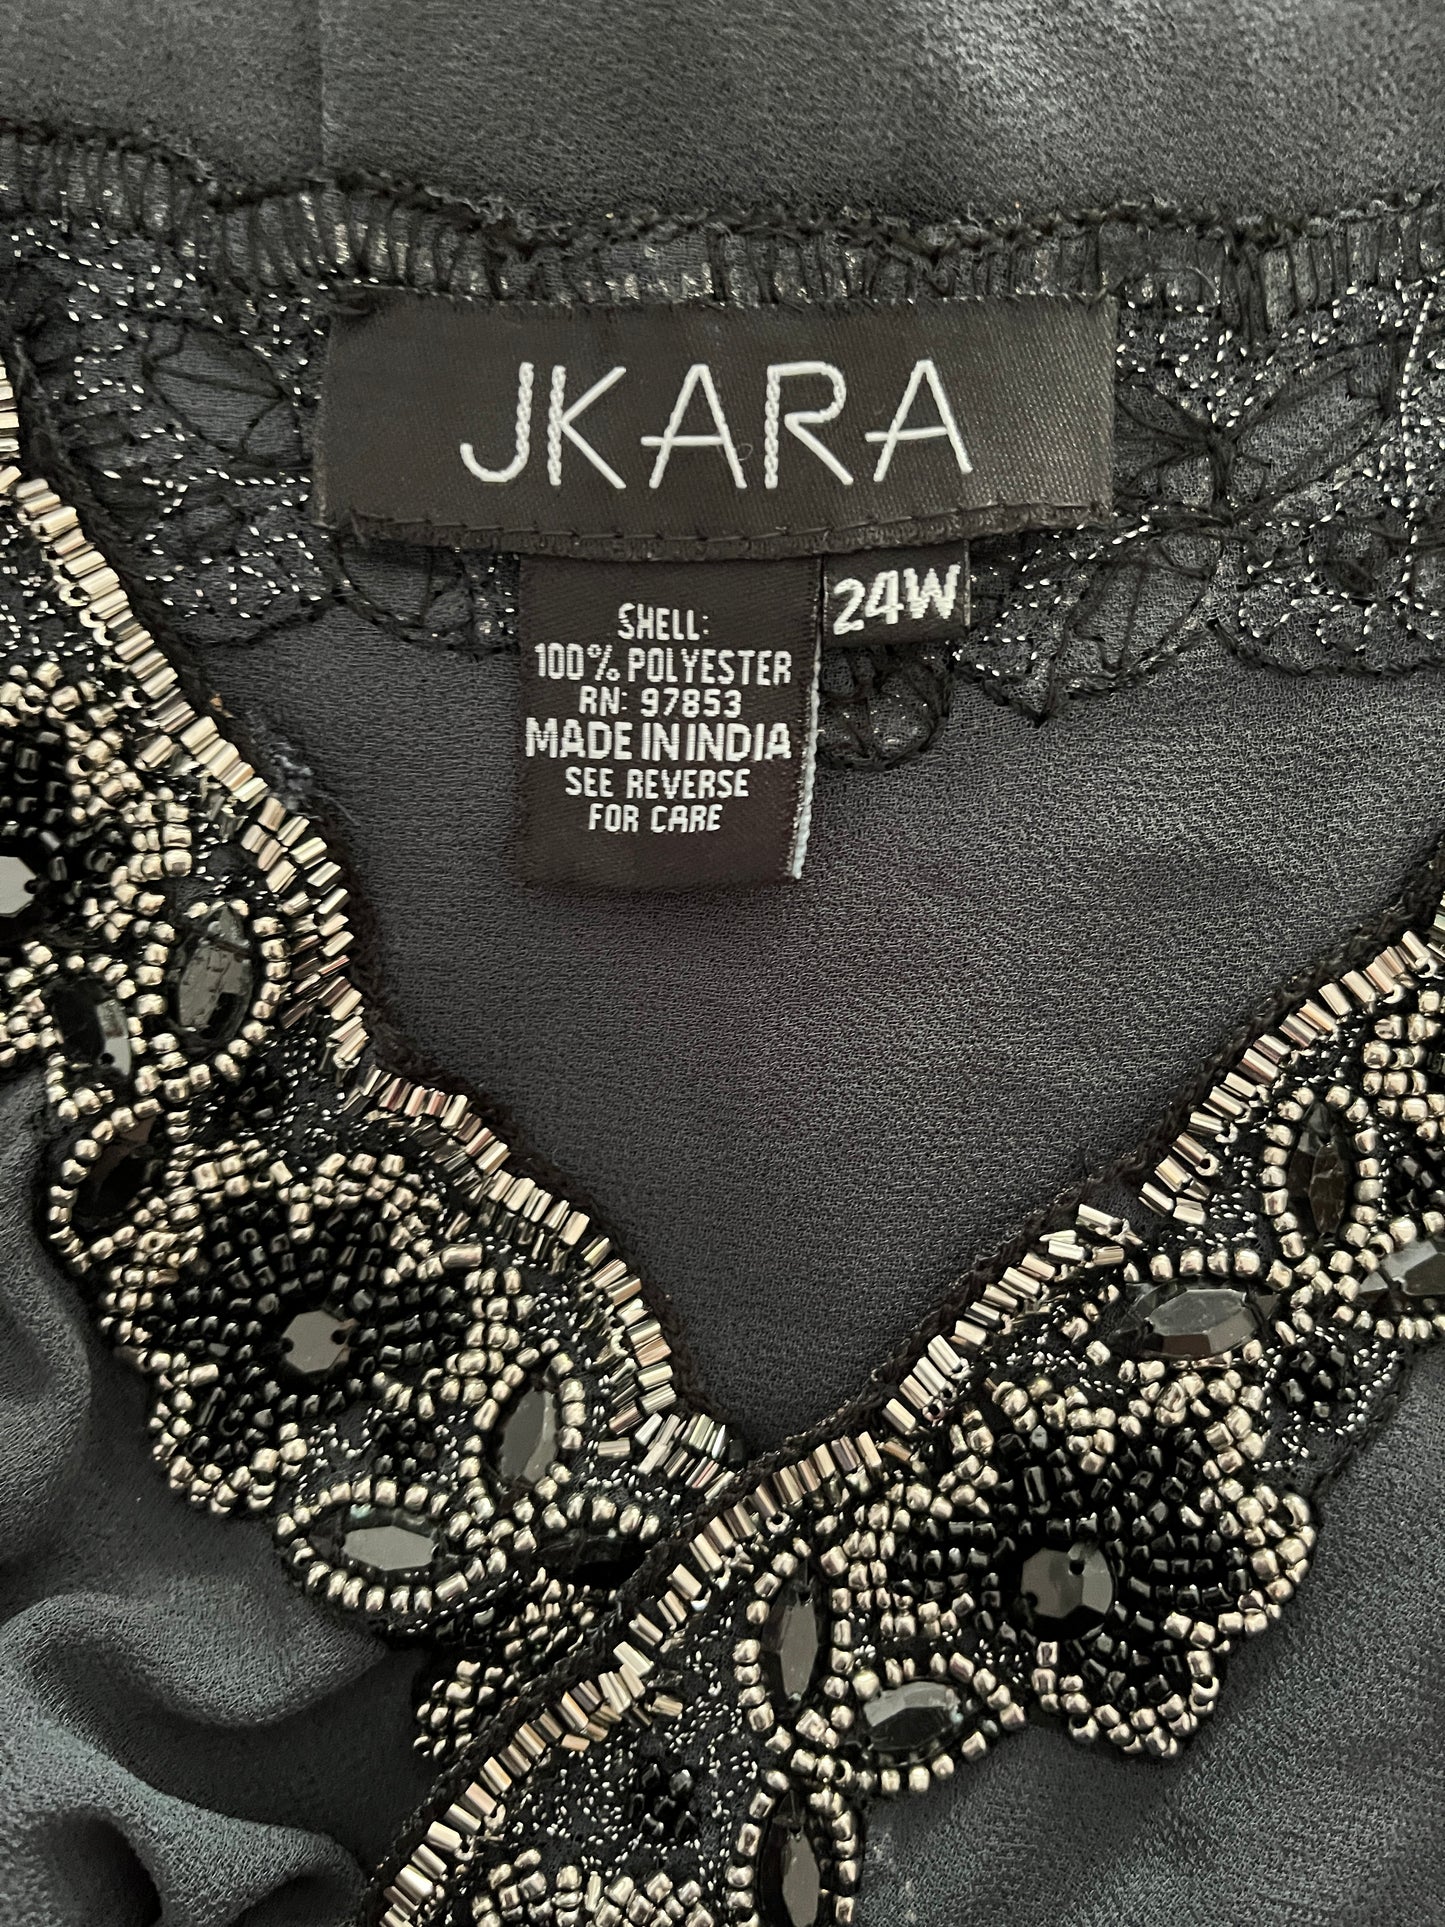 JKARA
24W
SHELL:
100% POLYESTER
RN: 97853
MADE IN INDIA
SEE REVERSE
FOR CARE